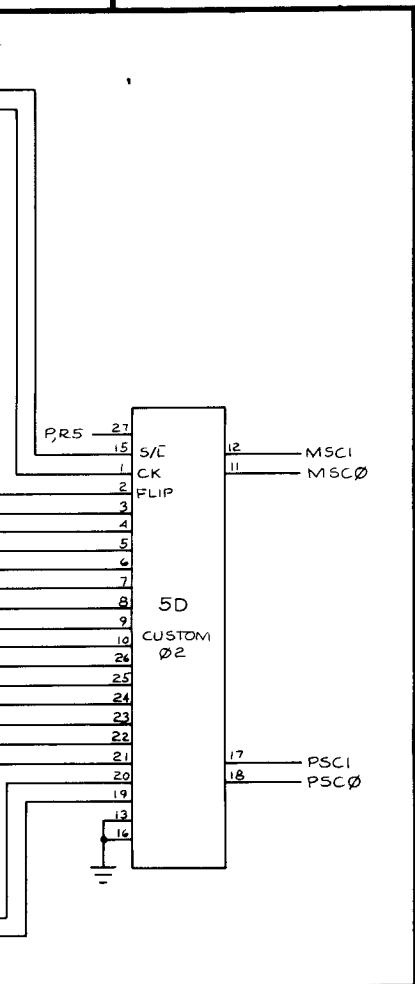 P,R5 27
15 S/L̅ 12 MSC1
1 CK 11 MSCØ
2 FLIP
3
4
5
6
7
8 5D
9
10 CUSTOM
26 Ø2
25
24
23
22
21 17 PSC1
20 18 PSCØ
19
13
16